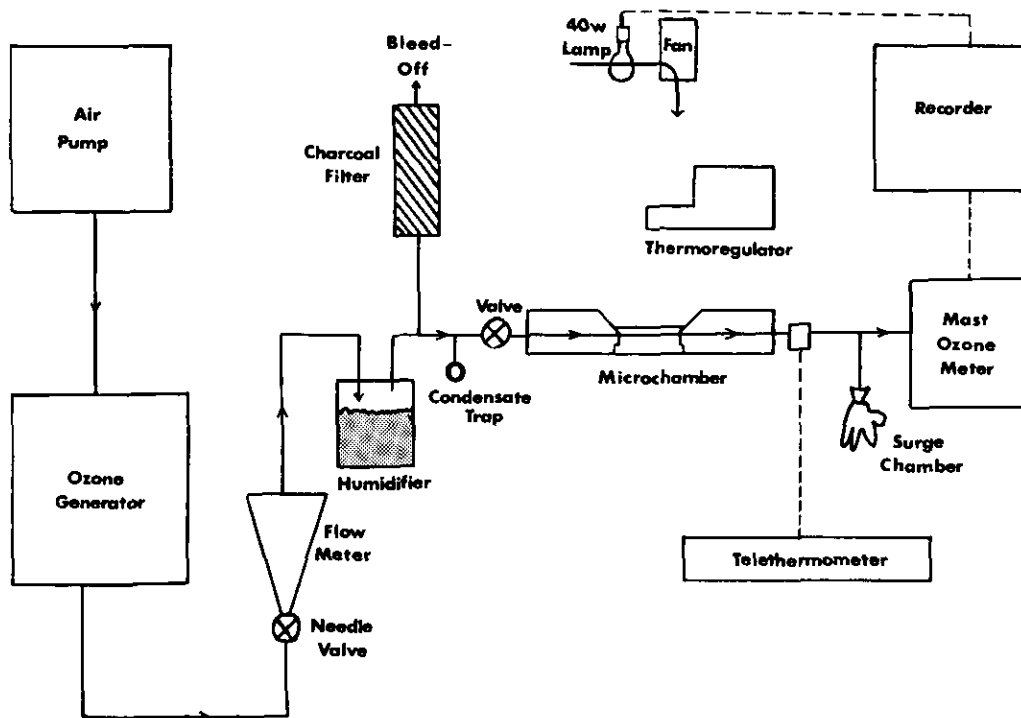 Air
Pump
Bleed-
Off
Charcoal
Filter
40w
Lamp
Fan
Recorder
Thermoregulator
Valve
Microchamber
Mast
Ozone
Meter
Condensate
Trap
Surge
Chamber
Humidifier
Ozone
Generator
Flow
Meter
Needle
Valve
Telethermometer